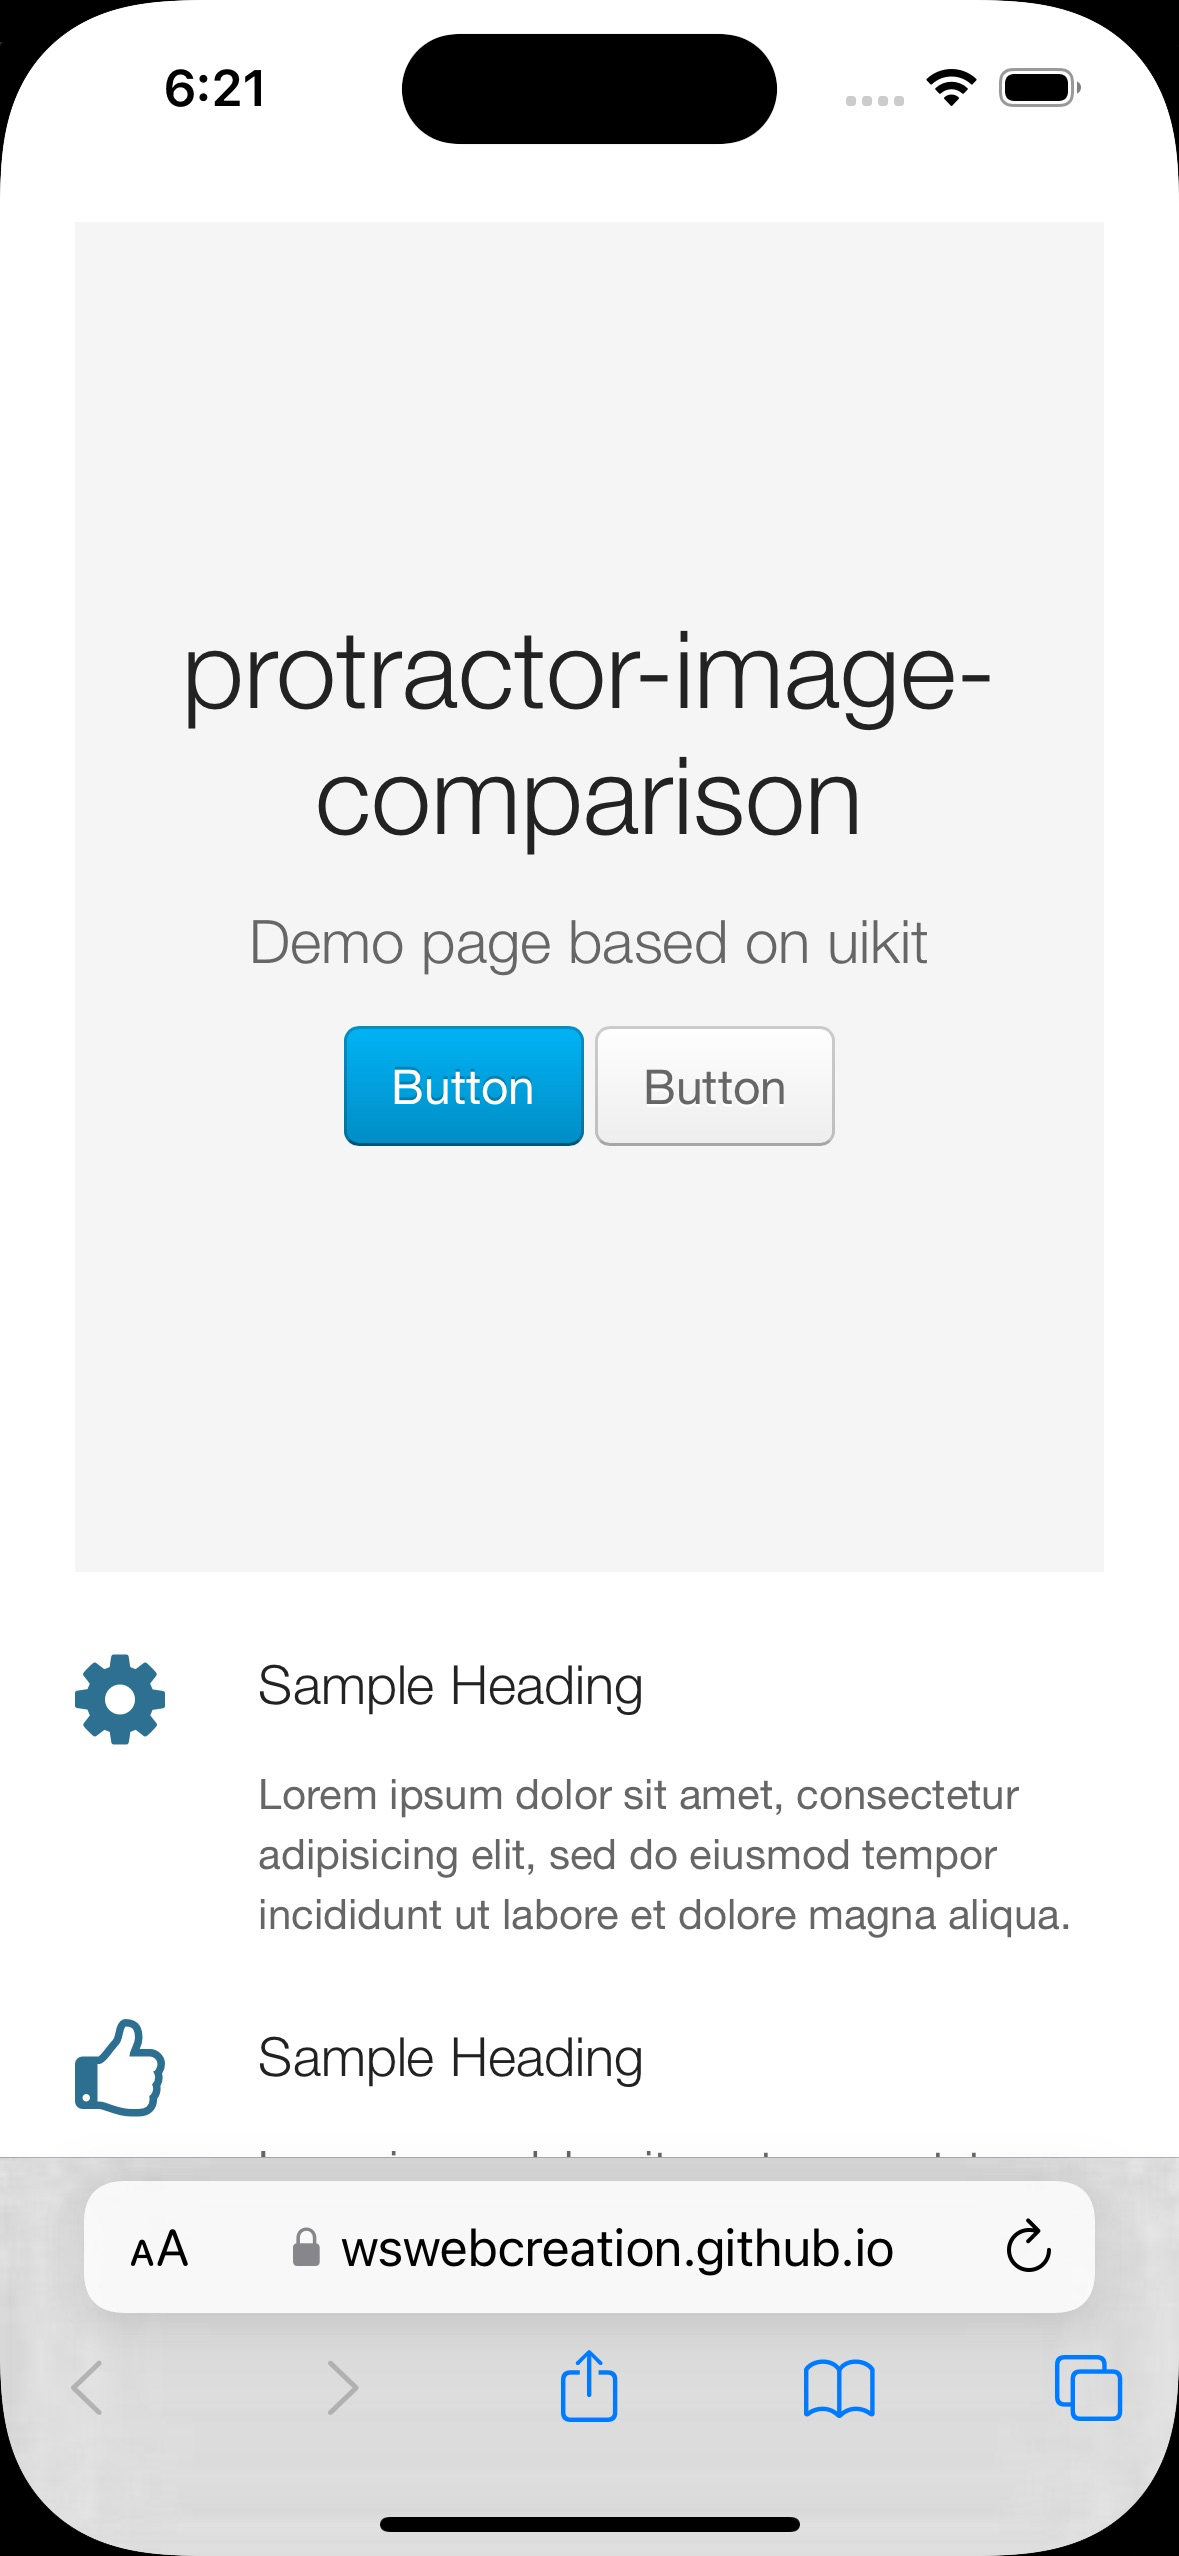 6:21
protractor-image-
comparison
Demo page based on uikit
Button Button
Sample Heading
Lorem ipsum dolor sit amet, consectetur
adipisicing elit, sed do eiusmod tempor
incididunt ut labore et dolore magna aliqua.
Sample Heading
AA wswebcreation.github.io